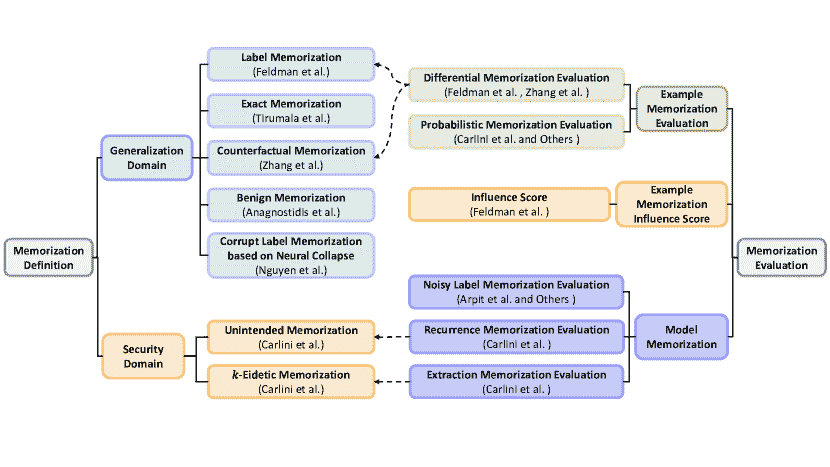 Label Memorization
(Feldman et al.)
Exact Memorization
(Tirumala et al.)
Generalization
Domain
Counterfactual Memorization
(Zhang et al.)
Benign Memorization
(Anagnostidis et al.)
Corrupt Label Memorization
based on Neural Collapse
(Nguyen et al.)
Memorization
Definition
Security
Domain
Unintended Memorization
(Carlini et al.)
k-Eidetic Memorization
(Carlini et al.)
Differential Memorization Evaluation
(Feldman et al. , Zhang et al. )
Probabilistic Memorization Evaluation
(Carlini et al. and Others )
Example
Memorization
Evaluation
Influence Score
(Feldman et al. )
Example
Memorization
Influence Score
Memorization
Evaluation
Noisy Label Memorization Evaluation
(Arpit et al. and Others )
Recurrence Memorization Evaluation
(Carlini et al. )
Extraction Memorization Evaluation
(Carlini et al. )
Model
Memorization